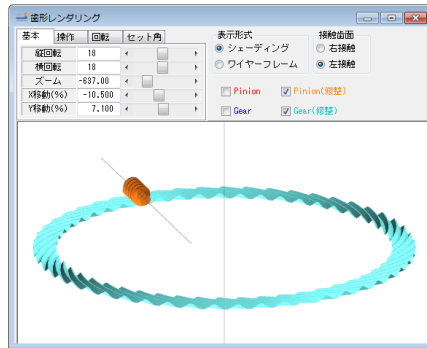 歯形レンダリング
基本 操作 回転 セット角
縦回転 18
横回転 18
ズーム -637.00
X移動(%) -10.500
Y移動(%) 7.100
表示形式
シェーディング
ワイヤーフレーム
接触歯面
右接触
左接触
Pinion Pinion(修整)
Gear Gear(修整)